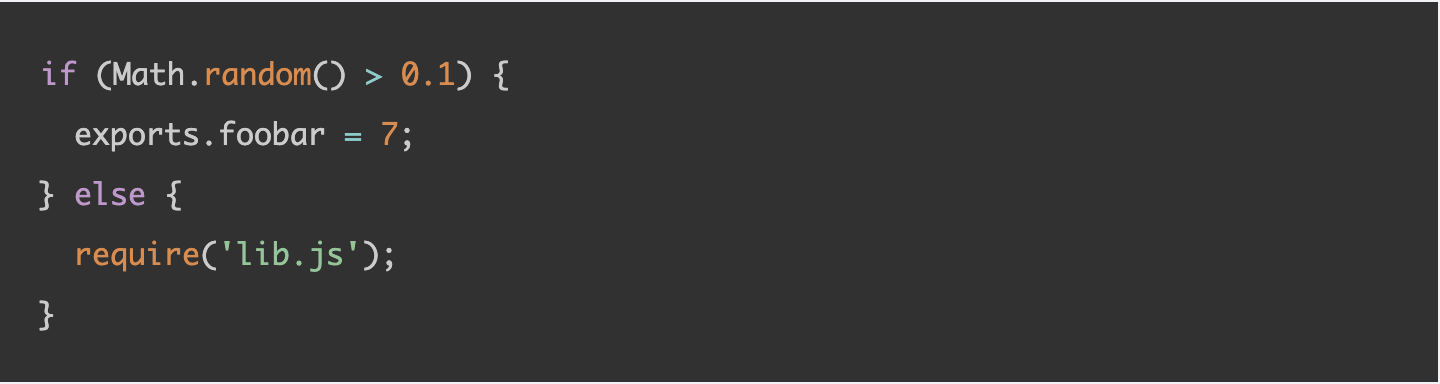 if (Math.random() > 0.1) {
  exports.foobar = 7;
} else {
  require('lib.js');
}